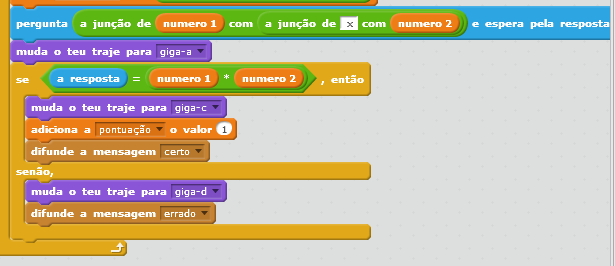 pergunta a junção de numero 1 com a junção de x com numero 2 e espera pela resposta
muda o teu traje para giga-a
se a resposta = numero 1 * numero 2 , então
muda o teu traje para giga-c
adiciona a pontuação o valor 1
difunde a mensagem certo
senão,
muda o teu traje para giga-d
difunde a mensagem errado